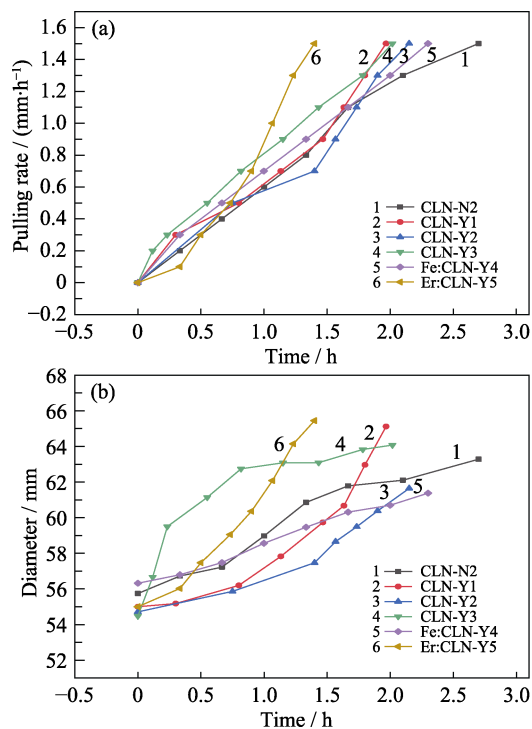 (a)
Pulling rate / (mm·h⁻¹)
1.6
1.4
1.2
1.0
0.8
0.6
0.4
0.2
0
−0.2
6
2
4
3
5
1
1 CLN-N2
2 CLN-Y1
3 CLN-Y2
4 CLN-Y3
5 Fe:CLN-Y4
6 Er:CLN-Y5
−0.5 0 0.5 1.0 1.5 2.0 2.5 3.0
Time / h
(b)
Diameter / mm
68
66
64
62
60
58
56
54
52
6
4
2
1
3
5
1 CLN-N2
2 CLN-Y1
3 CLN-Y2
4 CLN-Y3
5 Fe:CLN-Y4
6 Er:CLN-Y5
−0.5 0 0.5 1.0 1.5 2.0 2.5 3.0
Time / h